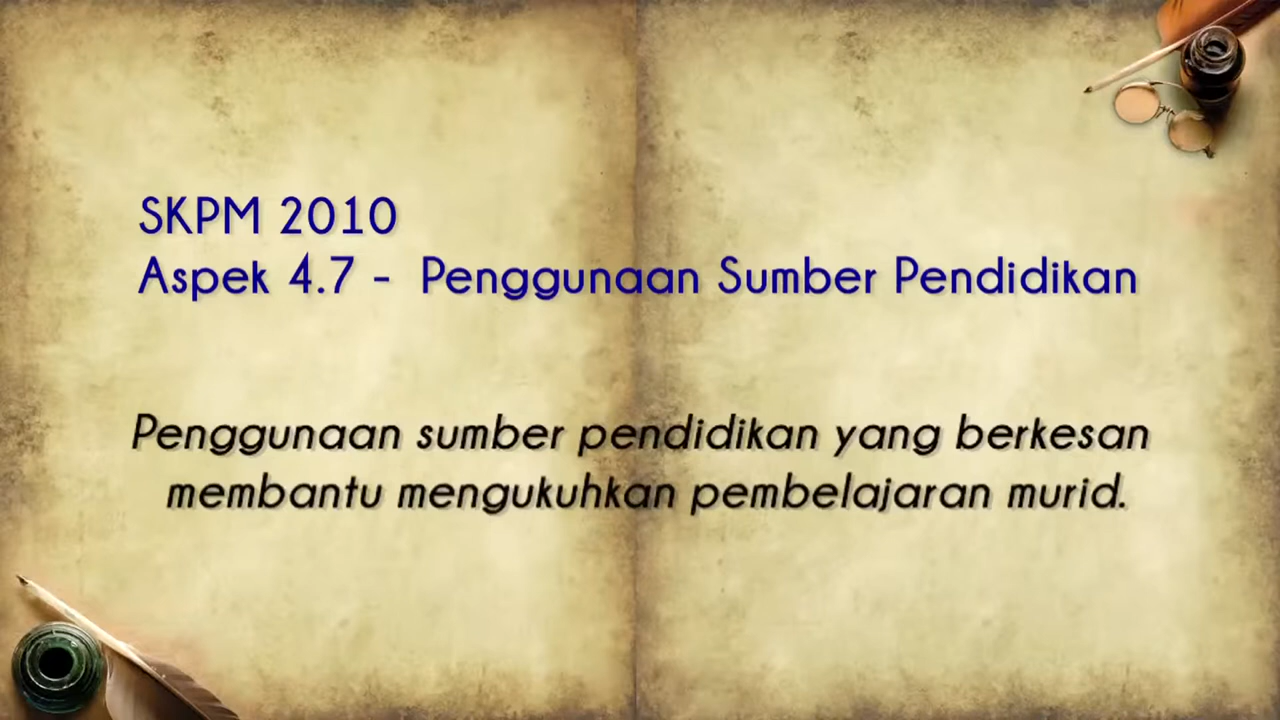 SKPM 2010
Aspek 4.7 - Penggunaan Sumber Pendidikan
Penggunaan sumber pendidikan yang berkesan
membantu mengukuhkan pembelajaran murid.